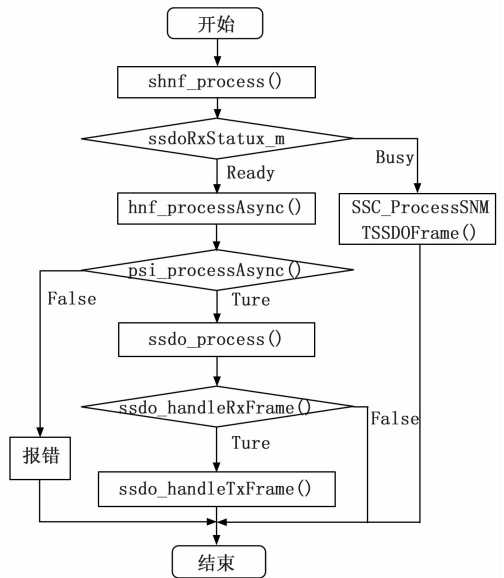 开始
shnf_process()
ssdoRxStatux_m
Busy
Ready
hnf_processAsync()
SSC_ProcessSNM
TSSDOFrame()
psi_processAsync()
False
Ture
ssdo_process()
ssdo_handleRxFrame()
False
Ture
报错
ssdo_handleTxFrame()
结束